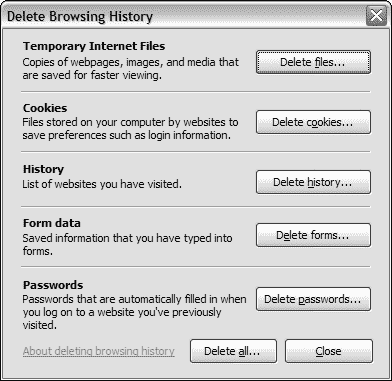 Delete Browsing History
Temporary Internet Files
Copies of webpages, images, and media that
are saved for faster viewing.
Delete files...
Cookies
Files stored on your computer by websites to
save preferences such as login information.
Delete cookies...
History
List of websites you have visited.
Delete history...
Form data
Saved information that you have typed into
forms.
Delete forms...
Passwords
Passwords that are automatically filled in when
you log on to a website you've previously
visited.
Delete passwords...
About deleting browsing history
Delete all...
Close